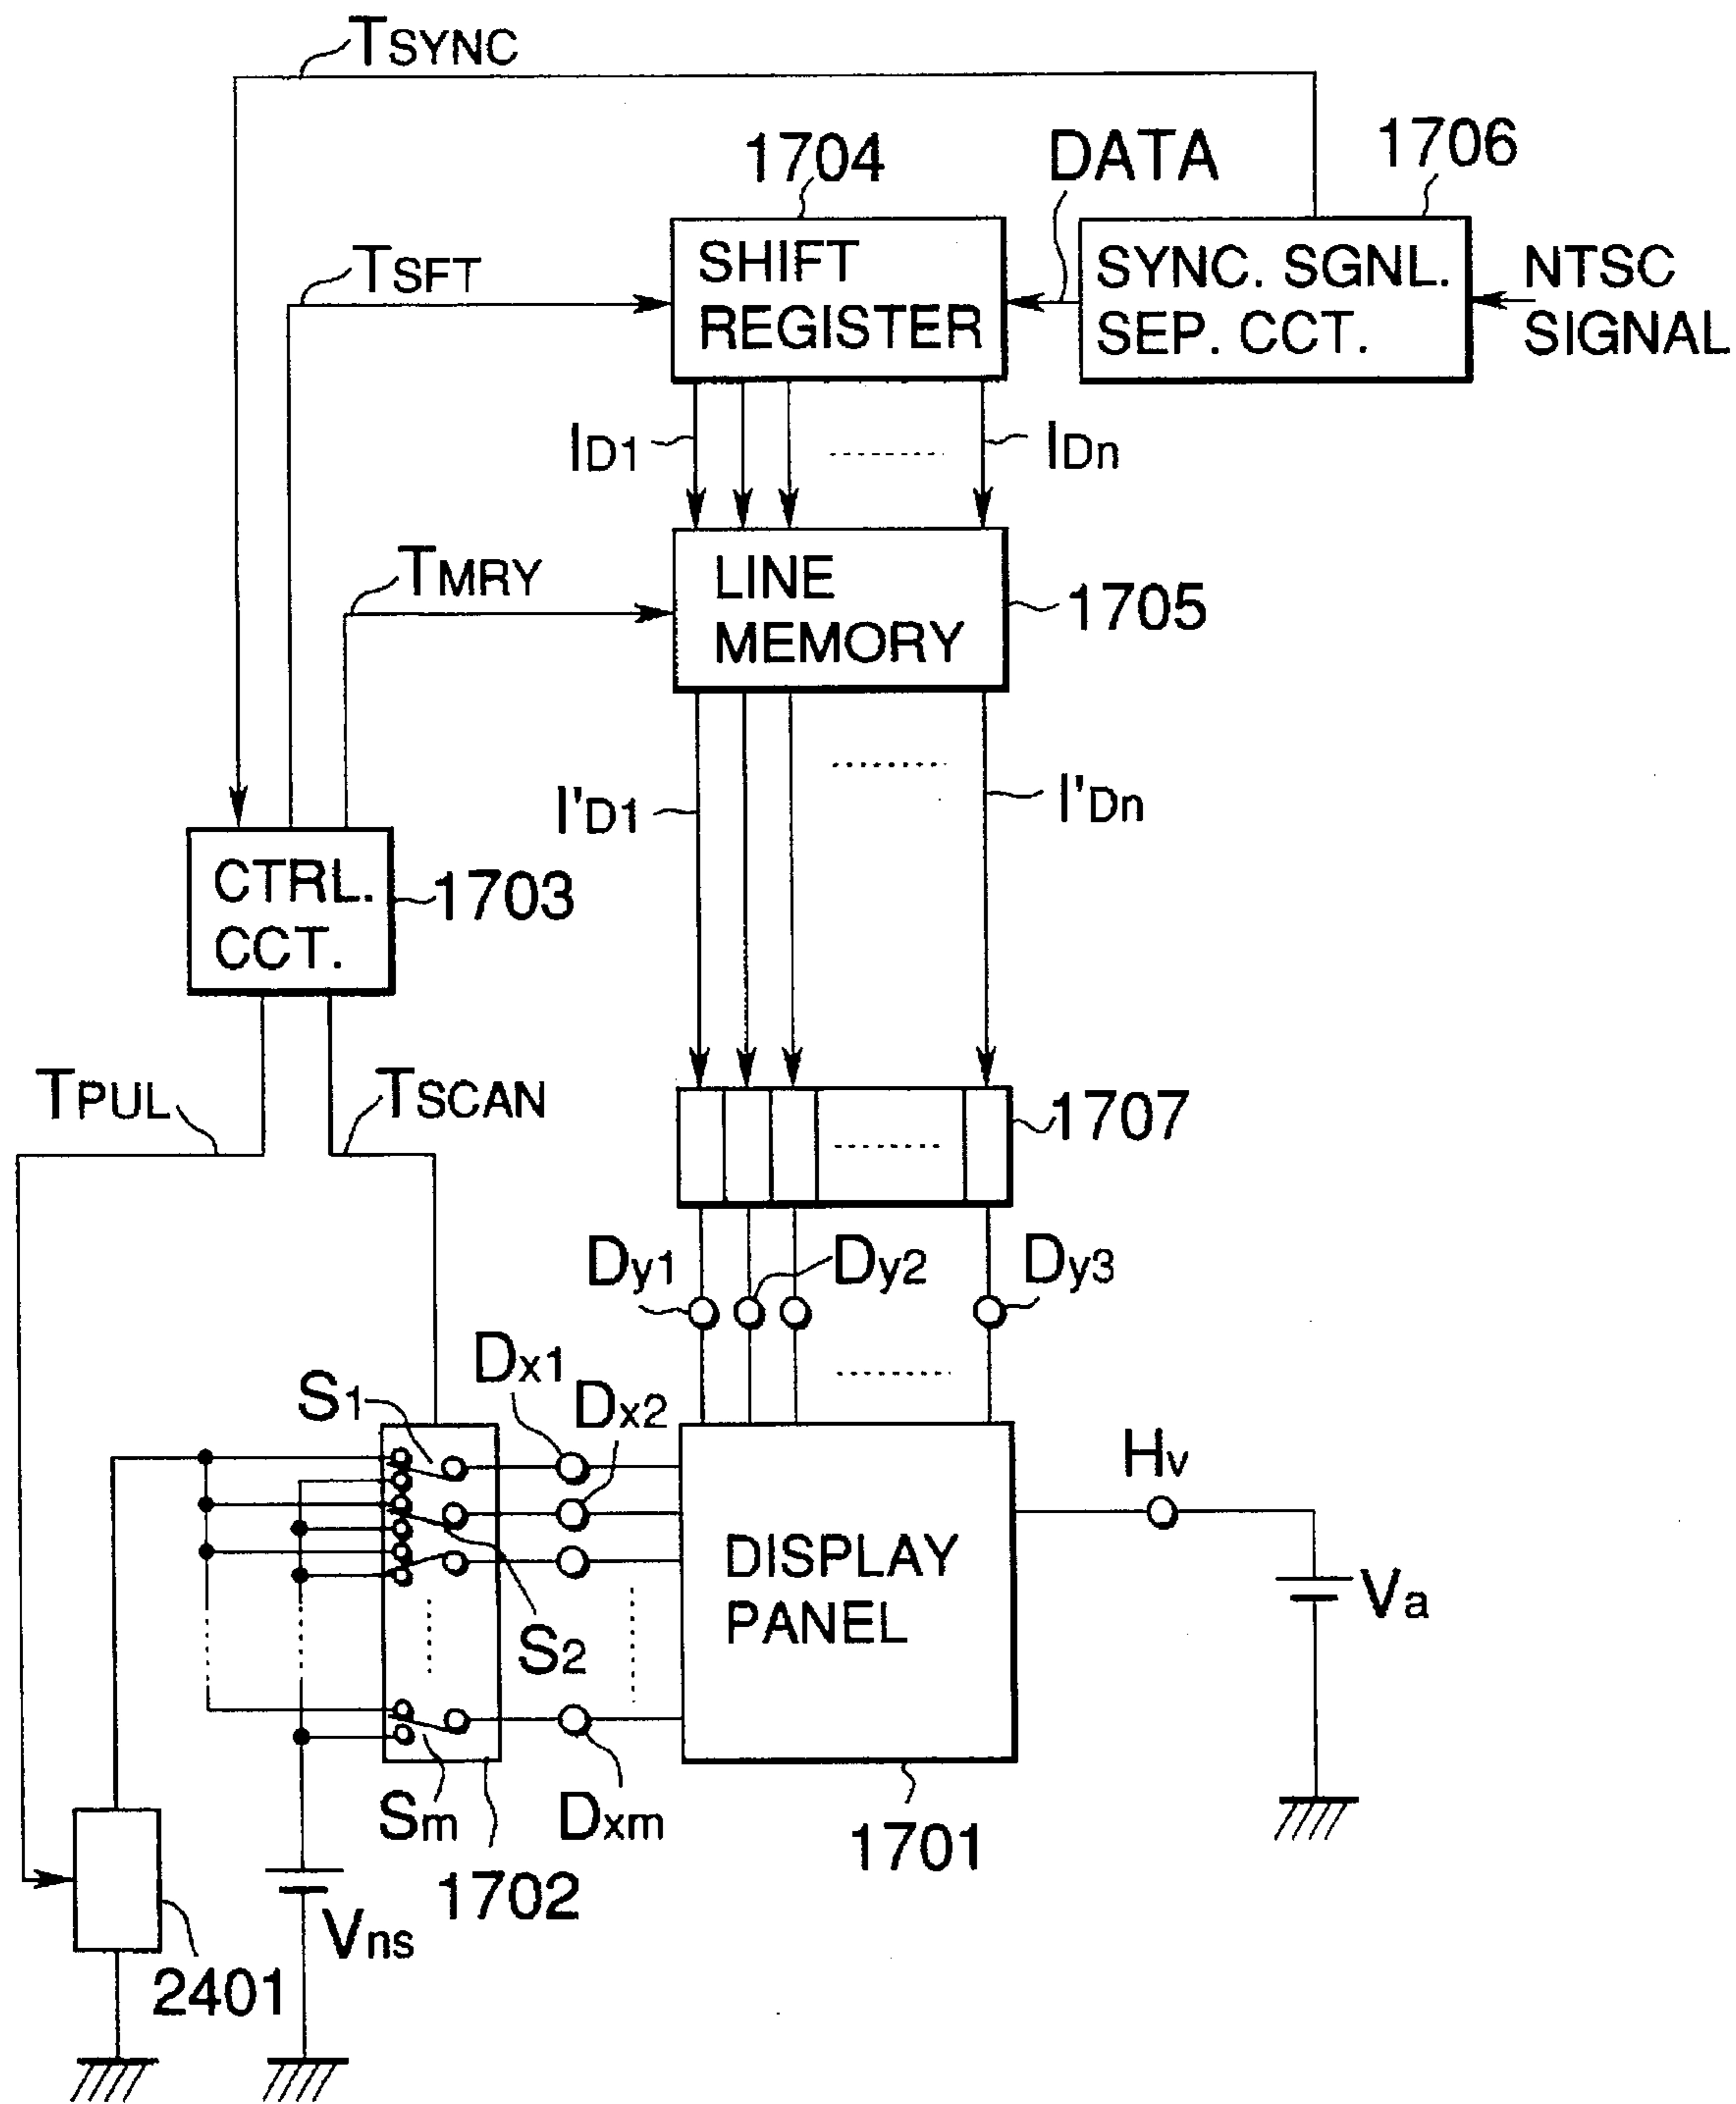 TSYNC
1704
DATA
1706
TSFT
SHIFT
REGISTER
SYNC. SGNL.
SEP. CCT.
NTSC
SIGNAL
ID1
IDn
TMRY
LINE
MEMORY
1705
I'D1
I'Dn
CTRL.
CCT.
1703
TPUL
TSCAN
1707
Dy1
Dy2
Dy3
S1
Dx1
Dx2
Hv
DISPLAY
PANEL
Va
S2
Sm
Dxm
1701
1702
Vns
2401